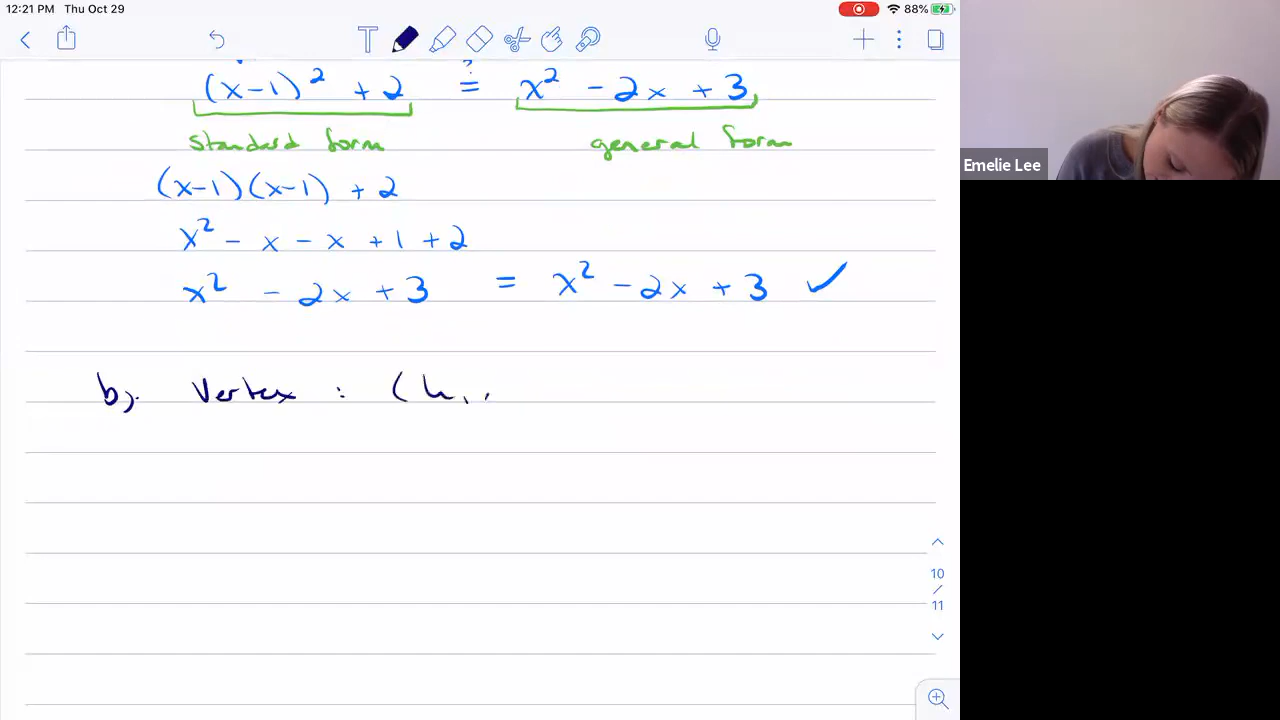 12:21 PM Thu Oct 29
88%
T
(x-1)² + 2 ≟ x² - 2x + 3
standard form general form
Emelie Lee
(x-1)(x-1) + 2
x² - x - x + 1 + 2
x² - 2x + 3 = x² - 2x + 3 ✓
b). Vertex : (h,
10
/
11